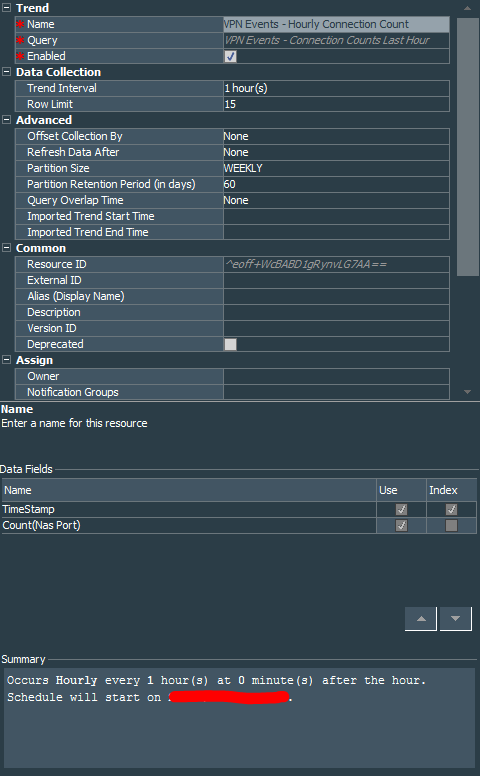 Trend
Name VPN Events - Hourly Connection Count
Query VPN Events - Connection Counts Last Hour
Enabled
Data Collection
Trend Interval 1 hour(s)
Row Limit 15
Advanced
Offset Collection By None
Refresh Data After None
Partition Size WEEKLY
Partition Retention Period (in days) 60
Query Overlap Time None
Imported Trend Start Time
Imported Trend End Time
Common
Resource ID ^eoff+WcBABD1gRynvLG7AA==
External ID
Alias (Display Name)
Description
Version ID
Deprecated
Assign
Owner
Notification Groups
Name
Enter a name for this resource
Data Fields
Name Use Index
TimeStamp
Count(Nas Port)
Summary
Occurs Hourly every 1 hour(s) at 0 minute(s) after the hour.
Schedule will start on